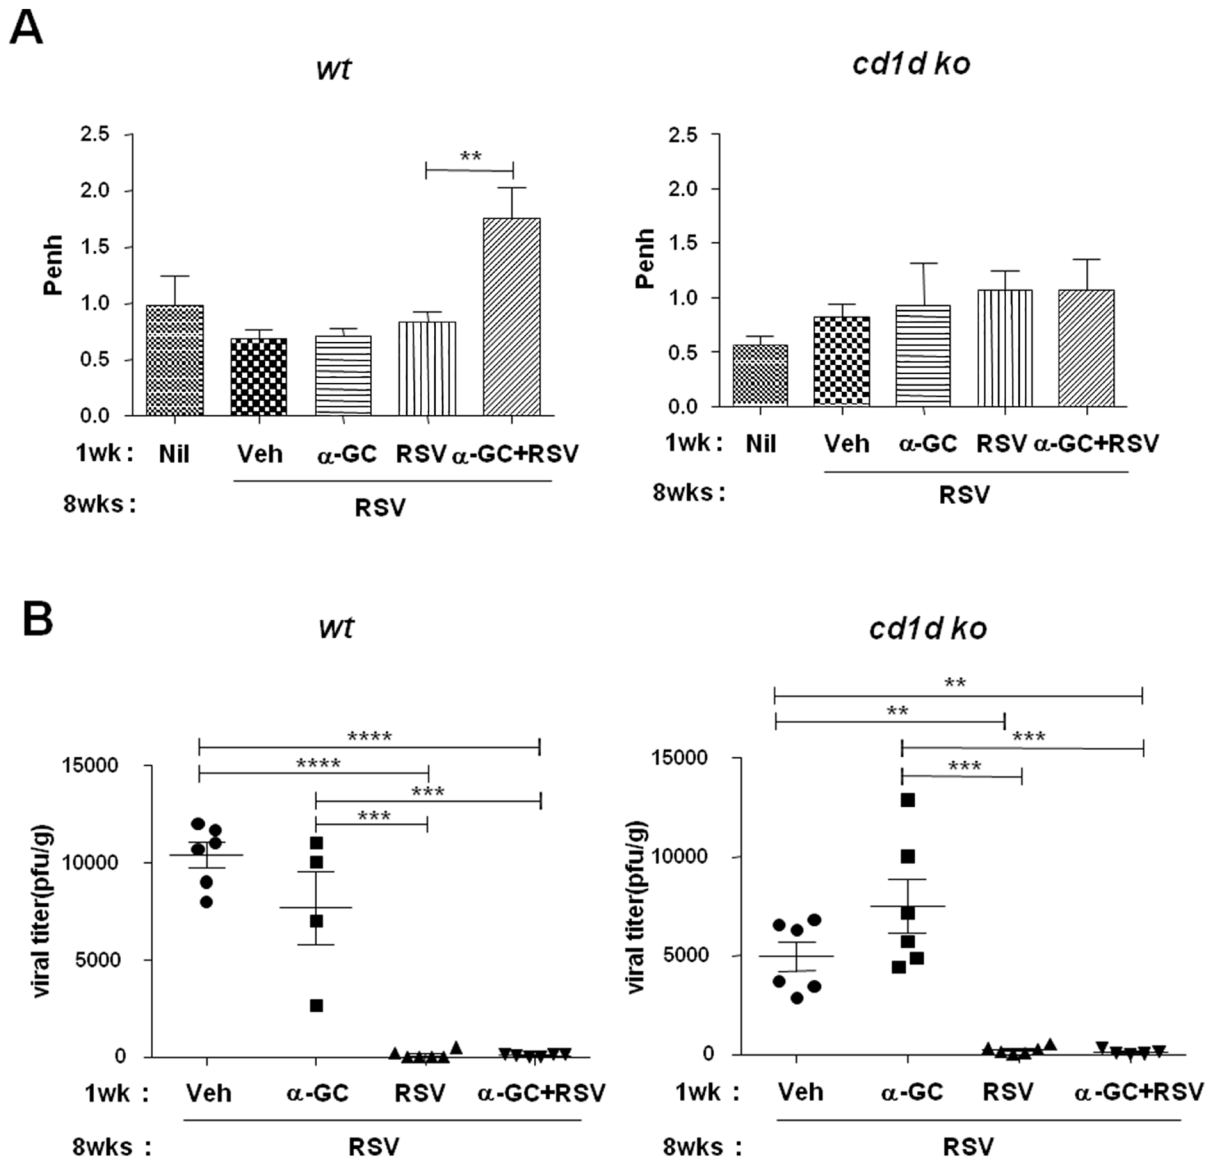 A
wt
cd1d ko
2.5
2.0
1.5
1.0
0.5
0.0
Penh
**
1wk : Nil Veh α-GC RSV α-GC+RSV
8wks : RSV
2.5
2.0
1.5
1.0
0.5
0.0
Penh
1wk : Nil Veh α-GC RSV α-GC+RSV
8wks : RSV
B
wt
cd1d ko
****
****
***
***
15000
10000
5000
0
viral titer(pfu/g)
1wk : Veh α-GC RSV α-GC+RSV
8wks : RSV
**
**
***
***
15000
10000
5000
0
viral titer(pfu/g)
1wk : Veh α-GC RSV α-GC+RSV
8wks : RSV